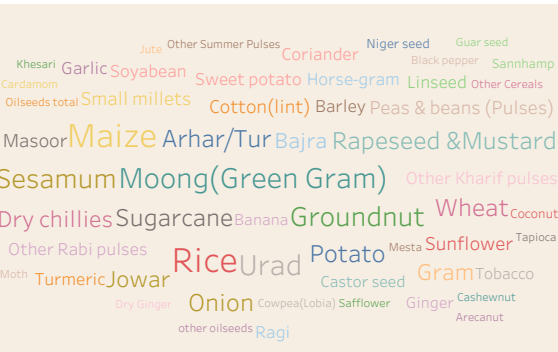 Jute Other Summer Pulses Niger seed Guar seed
Khesari Garlic Soyabean Coriander Black pepper Sannhamp
Cardamom Sweet potato Horse-gram Linseed Other Cereals
Oilseeds total Small millets Cotton(lint) Barley Peas & beans (Pulses)
Masoor Maize Arhar/Tur Bajra Rapeseed &Mustard
Sesamum Moong(Green Gram) Other Kharif pulses
Dry chillies Sugarcane Banana Groundnut Wheat Coconut
Other Rabi pulses Rice Urad Potato Mesta Sunflower Tapioca
Moth Turmeric Jowar Castor seed Gram Tobacco
Dry Ginger Onion Cowpea(Lobia) Safflower Ginger Cashewnut
other oilseeds Ragi Arecanut